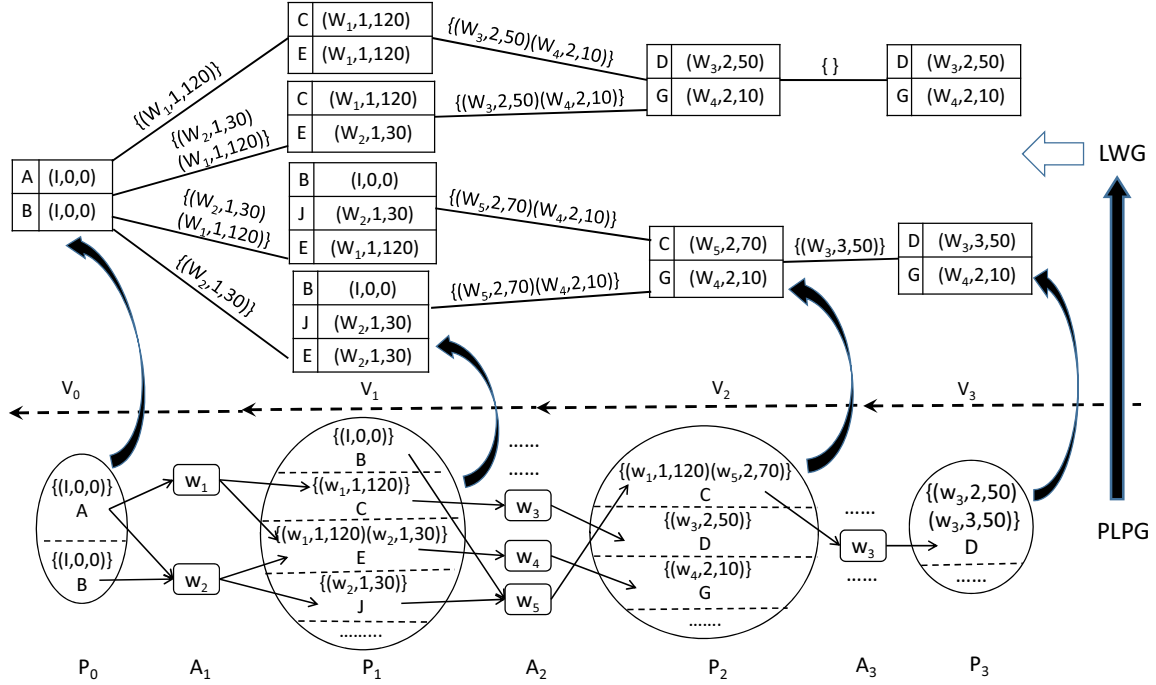 C (W₁,1,120)
E (W₁,1,120)
{(W₃,2,50)(W₄,2,10)}
D (W₃,2,50)
G (W₄,2,10)
{ }
D (W₃,2,50)
G (W₄,2,10)
{(W₁,1,120)}
C (W₁,1,120)
E (W₂,1,30)
{(W₃,2,50)(W₄,2,10)}
{(W₂,1,30)
(W₁,1,120)}
LWG
A (I,0,0)
B (I,0,0)
B (I,0,0)
J (W₂,1,30)
E (W₁,1,120)
{(W₂,1,30)
(W₁,1,120)}
{(W₅,2,70)(W₄,2,10)}
C (W₅,2,70)
G (W₄,2,10)
{(W₃,3,50)}
D (W₃,3,50)
G (W₄,2,10)
{(W₂,1,30)}
B (I,0,0)
J (W₂,1,30)
E (W₂,1,30)
{(W₅,2,70)(W₄,2,10)}
V₀ V₁ V₂ V₃
{(I,0,0)}
A
{(I,0,0)}
B
w₁
w₂
{(I,0,0)}
B
{(w₁,1,120)}
C
{(w₁,1,120)(w₂,1,30)}
E
{(w₂,1,30)}
J
.........
......
......
w₃
w₄
w₅
{(w₁,1,120)(w₅,2,70)}
C
{(w₃,2,50)}
D
{(w₄,2,10)}
G
.......
......
w₃
......
{(w₃,2,50)
(w₃,3,50)}
D
......
PLPG
P₀ A₁ P₁ A₂ P₂ A₃ P₃